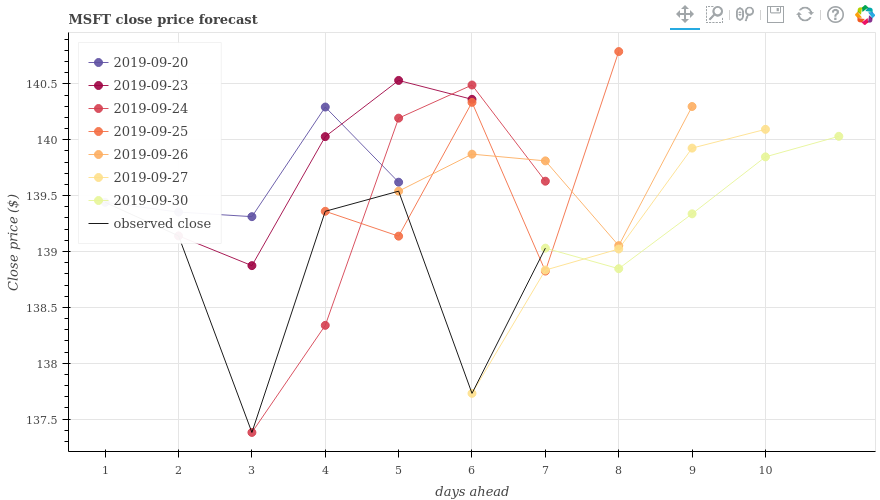 MSFT close price forecast
2019-09-20
2019-09-23
2019-09-24
2019-09-25
2019-09-26
2019-09-27
2019-09-30
observed close
Close price ($)
140.5
140
139.5
139
138.5
138
137.5
1 2 3 4 5 6 7 8 9 10
days ahead